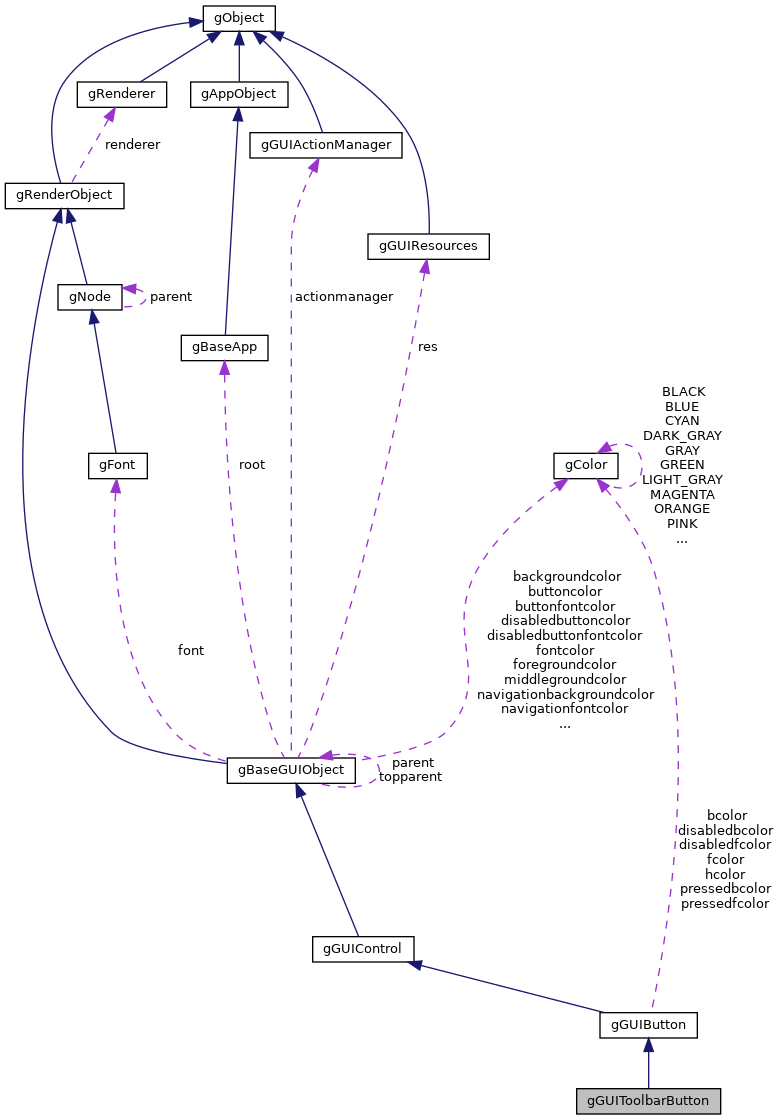 gObject
gRenderer
gAppObject
gGUIActionManager
renderer
gRenderObject
gGUIResources
gNode
parent
actionmanager
gBaseApp
res
BLACK
BLUE
CYAN
DARK_GRAY
GRAY
GREEN
LIGHT_GRAY
MAGENTA
ORANGE
PINK
...
gFont
root
gColor
backgroundcolor
buttoncolor
buttonfontcolor
disabledbuttoncolor
disabledbuttonfontcolor
fontcolor
foregroundcolor
middlegroundcolor
navigationbackgroundcolor
navigationfontcolor
...
font
gBaseGUIObject
parent
topparent
bcolor
disabledbcolor
disabledfcolor
fcolor
hcolor
pressedbcolor
pressedfcolor
gGUIControl
gGUIButton
gGUIToolbarButton